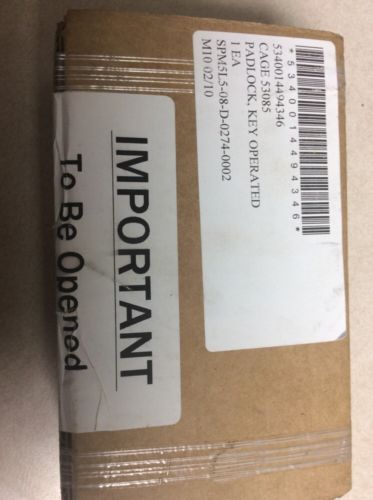 *5340014494346*
5340014494346
CAGE 53085
PADLOCK, KEY OPERATED
1 EA
SPM5L5-08-D-0274-0002
M10 02/10
IMPORTANT
To Be Opened